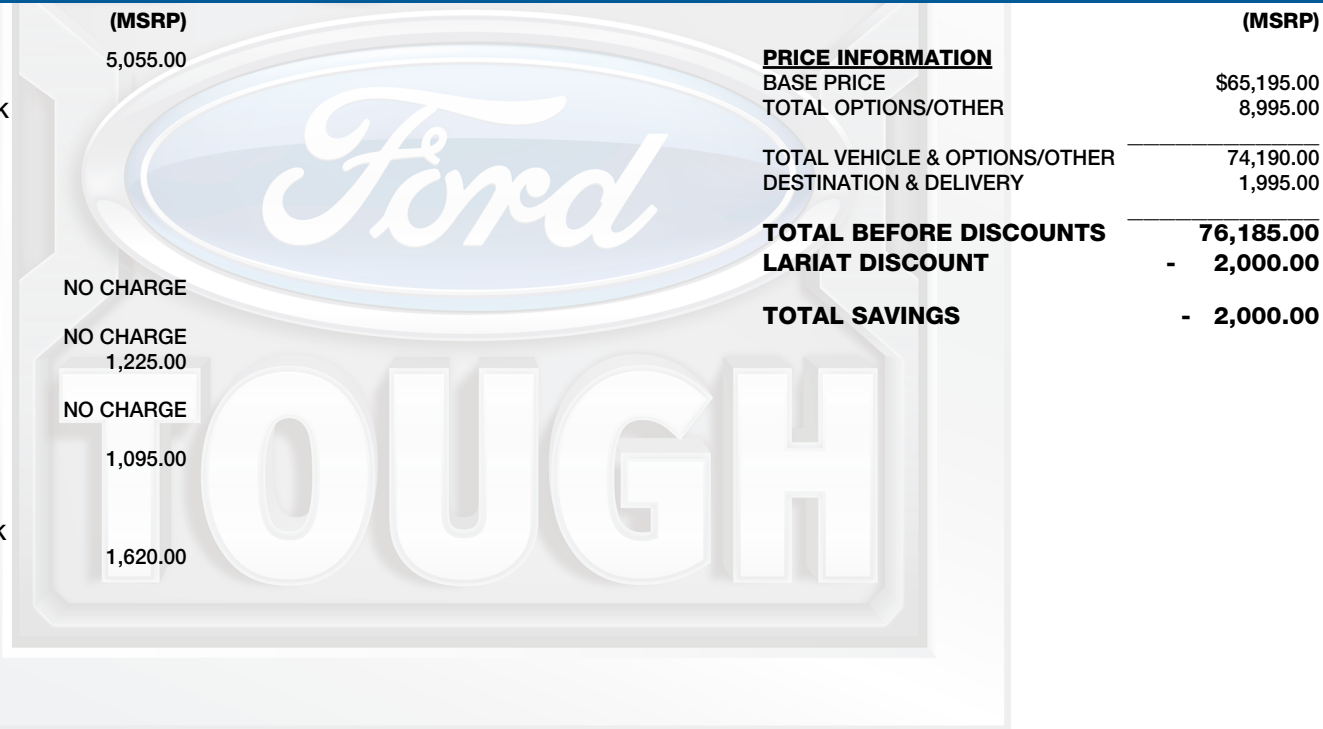 (MSRP)
5,055.00
K
NO CHARGE
NO CHARGE
1,225.00
NO CHARGE
1,095.00
K
1,620.00
Ford
TOUGH
(MSRP)
PRICE INFORMATION
BASE PRICE $65,195.00
TOTAL OPTIONS/OTHER 8,995.00
TOTAL VEHICLE & OPTIONS/OTHER 74,190.00
DESTINATION & DELIVERY 1,995.00
TOTAL BEFORE DISCOUNTS 76,185.00
LARIAT DISCOUNT - 2,000.00
TOTAL SAVINGS - 2,000.00